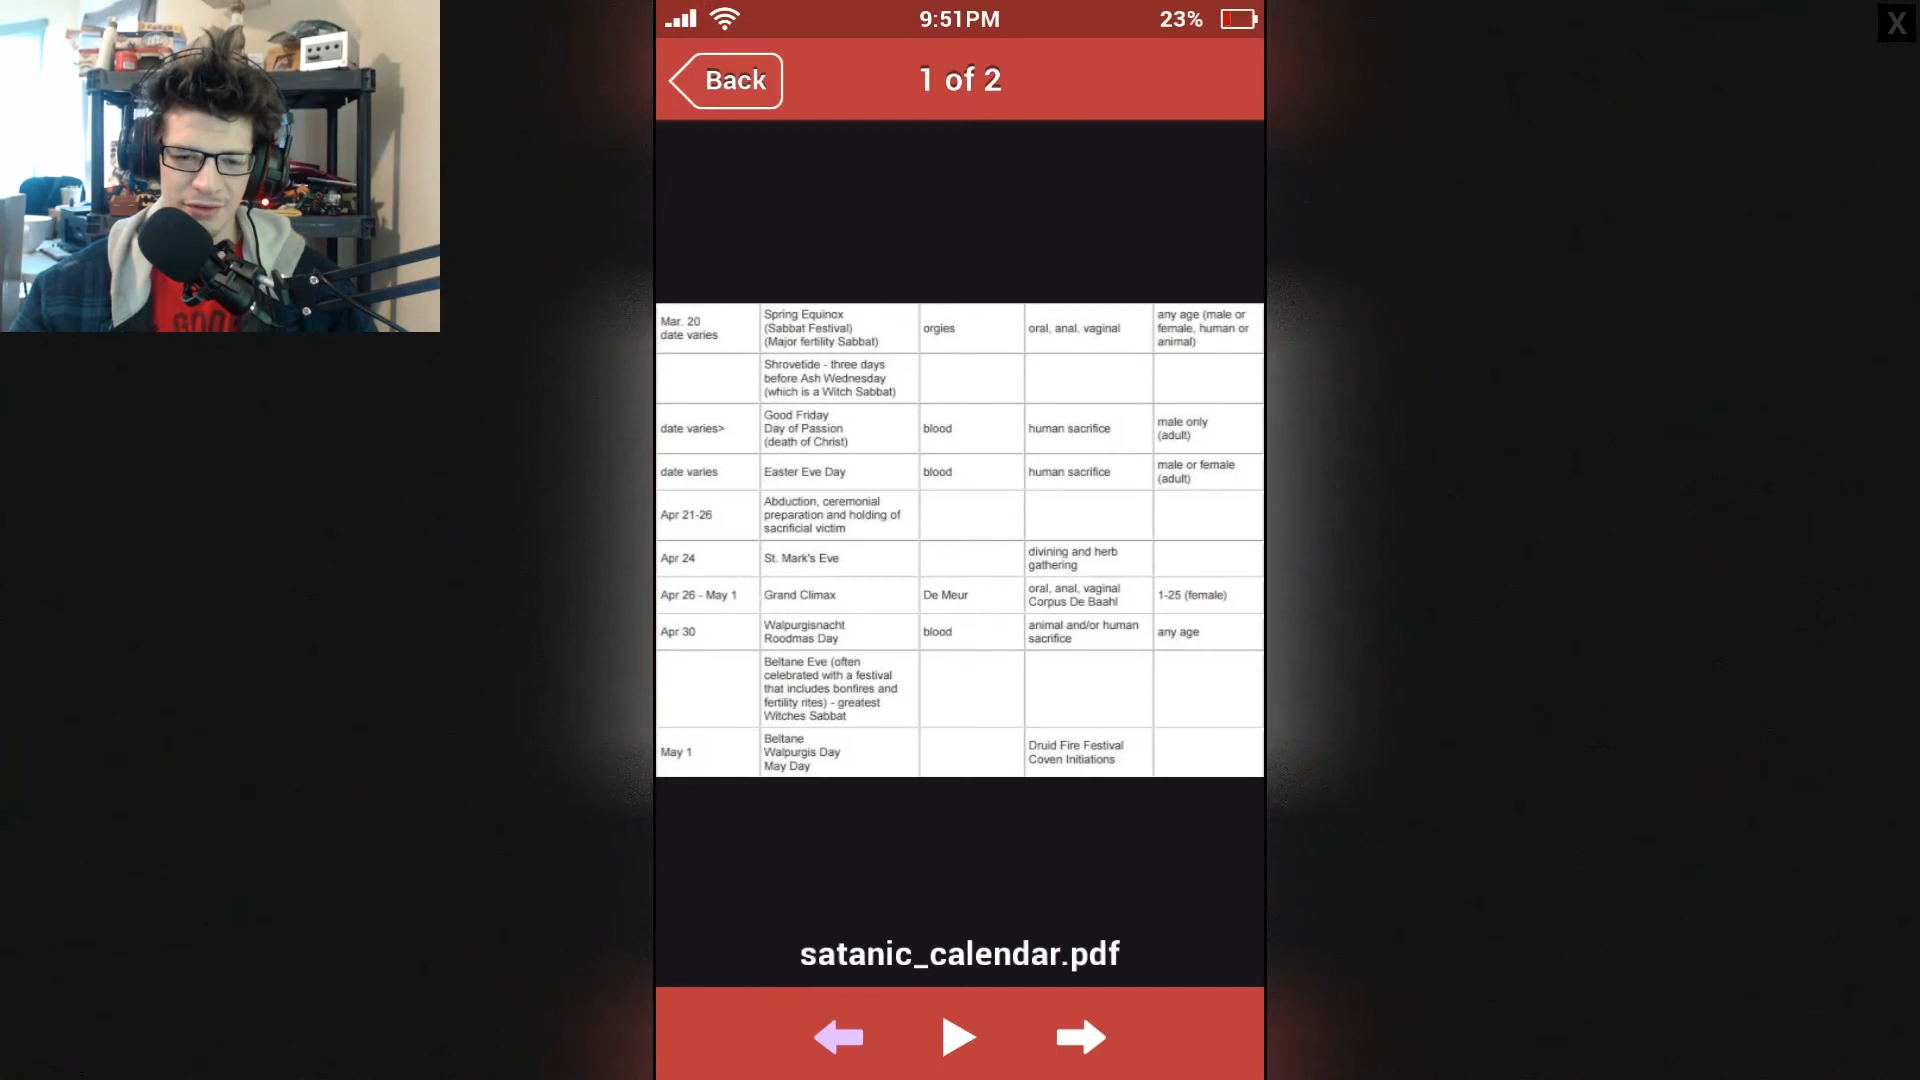 9:51PM
23%
X
Back
1 of 2
Mar. 20
date varies
Spring Equinox
(Sabbat Festival)
(Major fertility Sabbat)
orgies
oral, anal, vaginal
any age (male or
female, human or
animal)
Shrovetide - three days
before Ash Wednesday
(which is a Witch Sabbat)
date varies>
Good Friday
Day of Passion
(death of Christ)
blood
human sacrifice
male only
(adult)
date varies
Easter Eve Day
blood
human sacrifice
male or female
(adult)
Apr 21-26
Abduction, ceremonial
preparation and holding of
sacrificial victim
Apr 24
St. Mark's Eve
divining and herb
gathering
Apr 26 - May 1
Grand Climax
De Meur
oral, anal, vaginal
Corpus De Baahl
1-25 (female)
Apr 30
Walpurgisnacht
Roodmas Day
blood
animal and/or human
sacrifice
any age
Beltane Eve (often
celebrated with a festival
that includes bonfires and
fertility rites) - greatest
Witches Sabbat
May 1
Beltane
Walpurgis Day
May Day
Druid Fire Festival
Coven Initiations
satanic_calendar.pdf